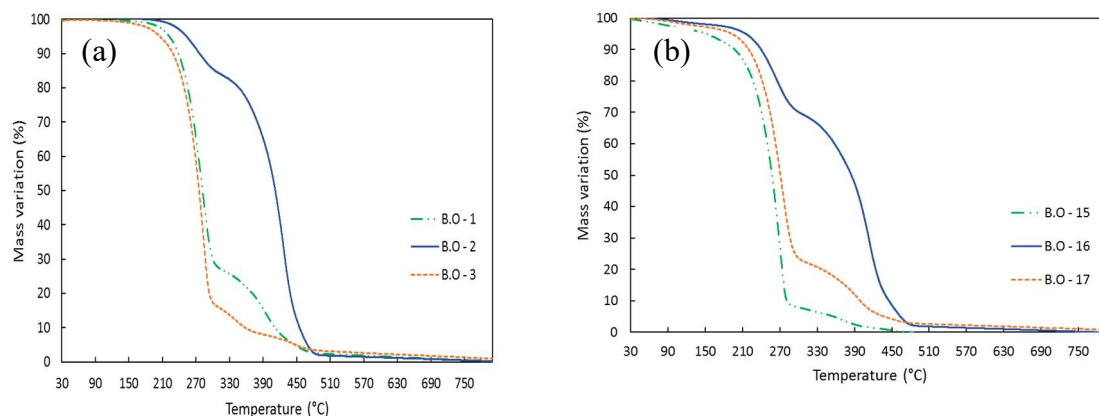 (a)
Mass variation (%)
100
90
80
70
60
50
40
30
20
10
0
30 90 150 210 270 330 390 450 510 570 630 690 750
Temperature (°C)
B.O - 1
B.O - 2
B.O - 3
(b)
Mass variation (%)
100
90
80
70
60
50
40
30
20
10
0
30 90 150 210 270 330 390 450 510 570 630 690 750
Temperature (°C)
B.O - 15
B.O - 16
B.O - 17